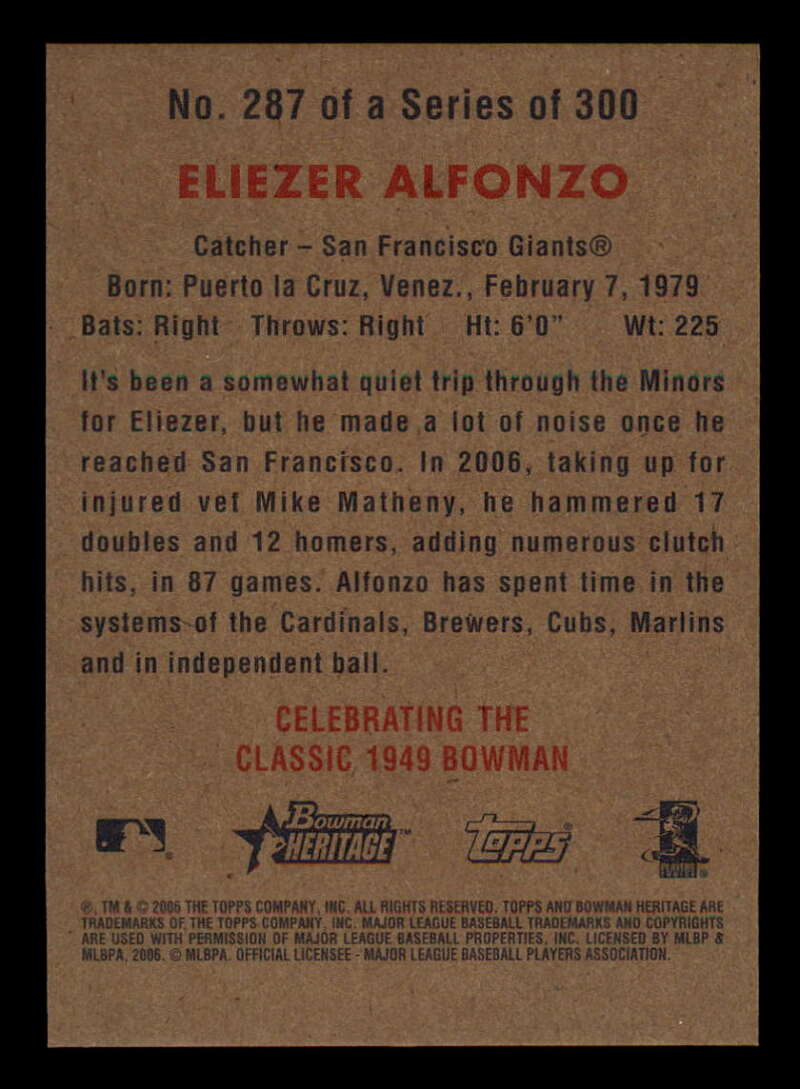 No. 287 of a Series of 300
ELIEZER ALFONZO
Catcher – San Francisco Giants®
Born: Puerto la Cruz, Venez., February 7, 1979
Bats: Right Throws: Right Ht: 6'0" Wt: 225
It's been a somewhat quiet trip through the Minors
for Eliezer, but he made a lot of noise once he
reached San Francisco. In 2006, taking up for
injured vet Mike Matheny, he hammered 17
doubles and 12 homers, adding numerous clutch
hits, in 87 games. Alfonzo has spent time in the
systems of the Cardinals, Brewers, Cubs, Marlins
and in independent ball.
CELEBRATING THE
CLASSIC 1949 BOWMAN
Bowman HERITAGE™ Topps®
®, TM & © 2006 THE TOPPS COMPANY, INC. ALL RIGHTS RESERVED. TOPPS AND BOWMAN HERITAGE ARE
TRADEMARKS OF THE TOPPS COMPANY, INC. MAJOR LEAGUE BASEBALL TRADEMARKS AND COPYRIGHTS
ARE USED WITH PERMISSION OF MAJOR LEAGUE BASEBALL PROPERTIES, INC. LICENSED BY MLBP &
MLBPA, 2006. © MLBPA. OFFICIAL LICENSEE - MAJOR LEAGUE BASEBALL PLAYERS ASSOCIATION.